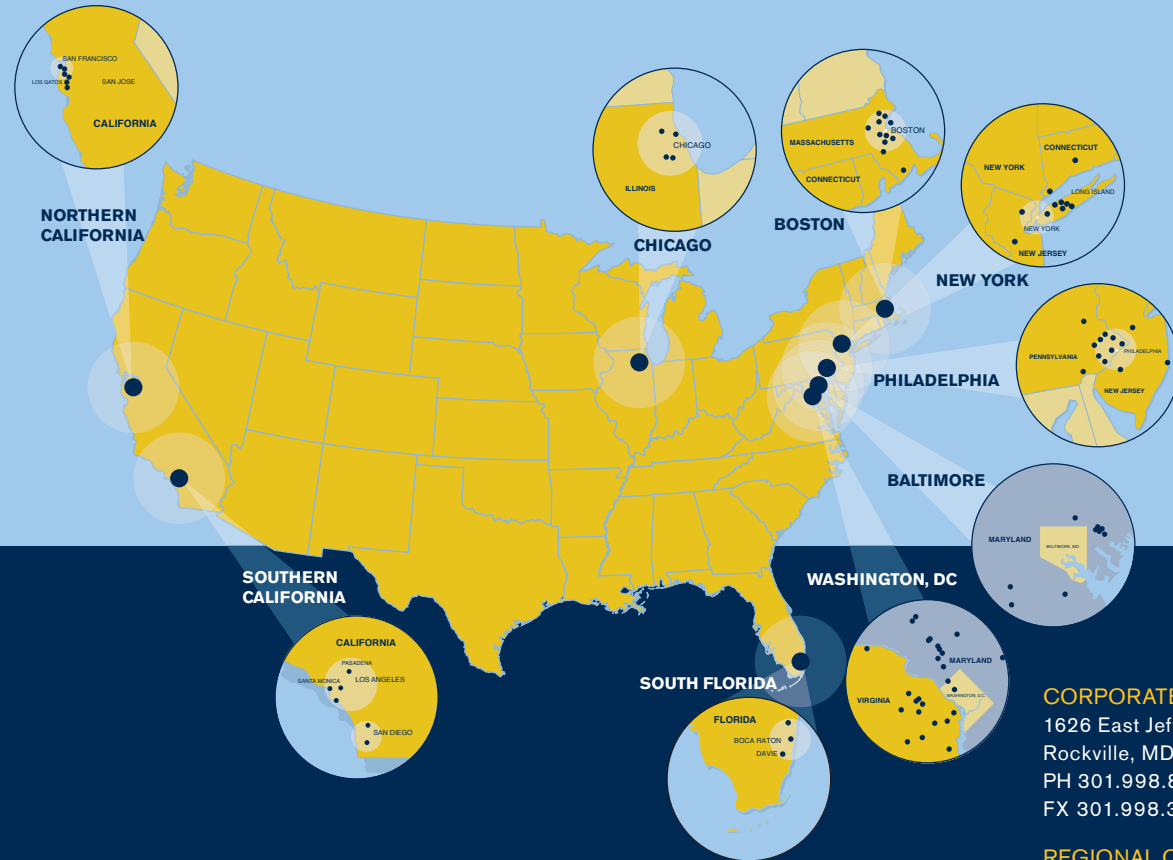 SAN FRANCISCO
LOS GATOS
SAN JOSE
CALIFORNIA
NORTHERN
CALIFORNIA
CHICAGO
ILLINOIS
CHICAGO
BOSTON
MASSACHUSETTS
CONNECTICUT
BOSTON
CONNECTICUT
NEW YORK
LONG ISLAND
NEW YORK
NEW JERSEY
NEW YORK
PENNSYLVANIA
PHILADELPHIA
NEW JERSEY
PHILADELPHIA
BALTIMORE
MARYLAND
BALTIMORE, MD
WASHINGTON, DC
MARYLAND
WASHINGTON, D.C.
VIRGINIA
SOUTHERN
CALIFORNIA
CALIFORNIA
PASADENA
SANTA MONICA
LOS ANGELES
SAN DIEGO
SOUTH FLORIDA
FLORIDA
BOCA RATON
DAVIE
CORPORATE
1626 East Jef
Rockville, MD
PH 301.998.8
FX 301.998.3
REGIONAL O